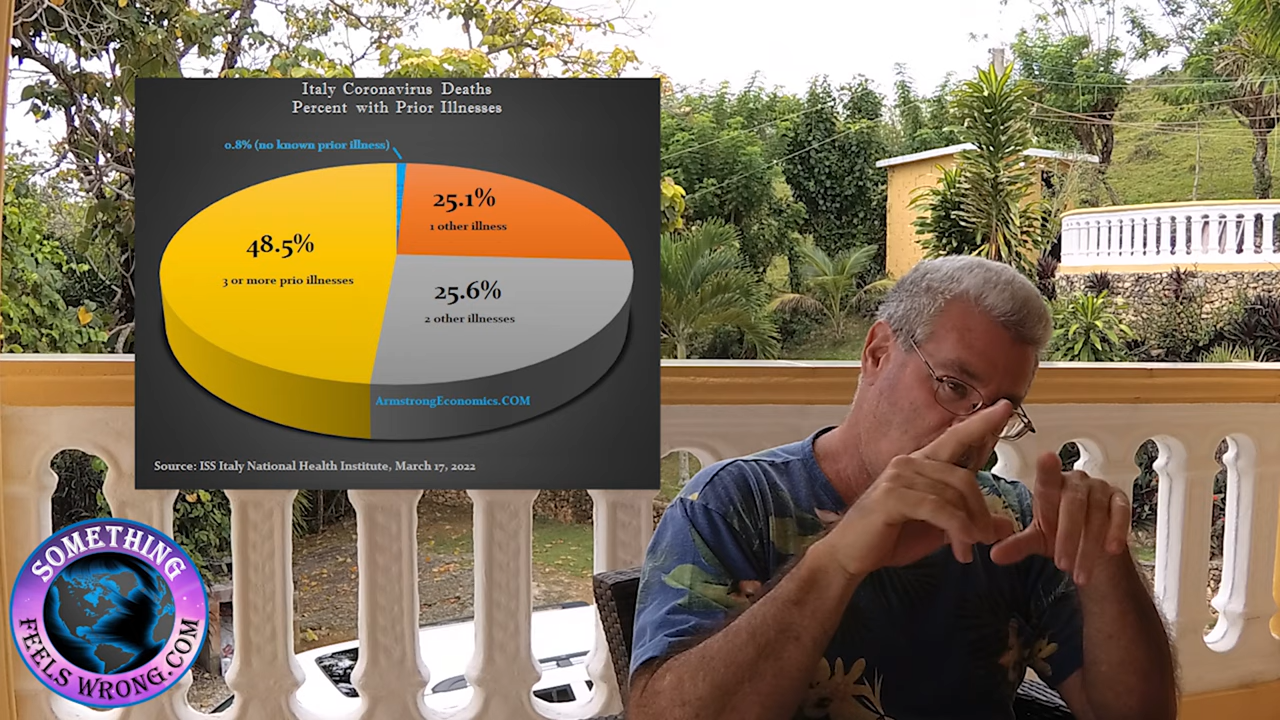 Italy Coronavirus Deaths
Percent with Prior Illnesses
0.8% (no known prior illness)
25.1%
1 other illness
48.5%
3 or more prio illnesses
25.6%
2 other illnesses
ArmstrongEconomics.COM
Source: ISS Italy National Health Institute, March 17, 2022
SOMETHING
FEELS WRONG.COM